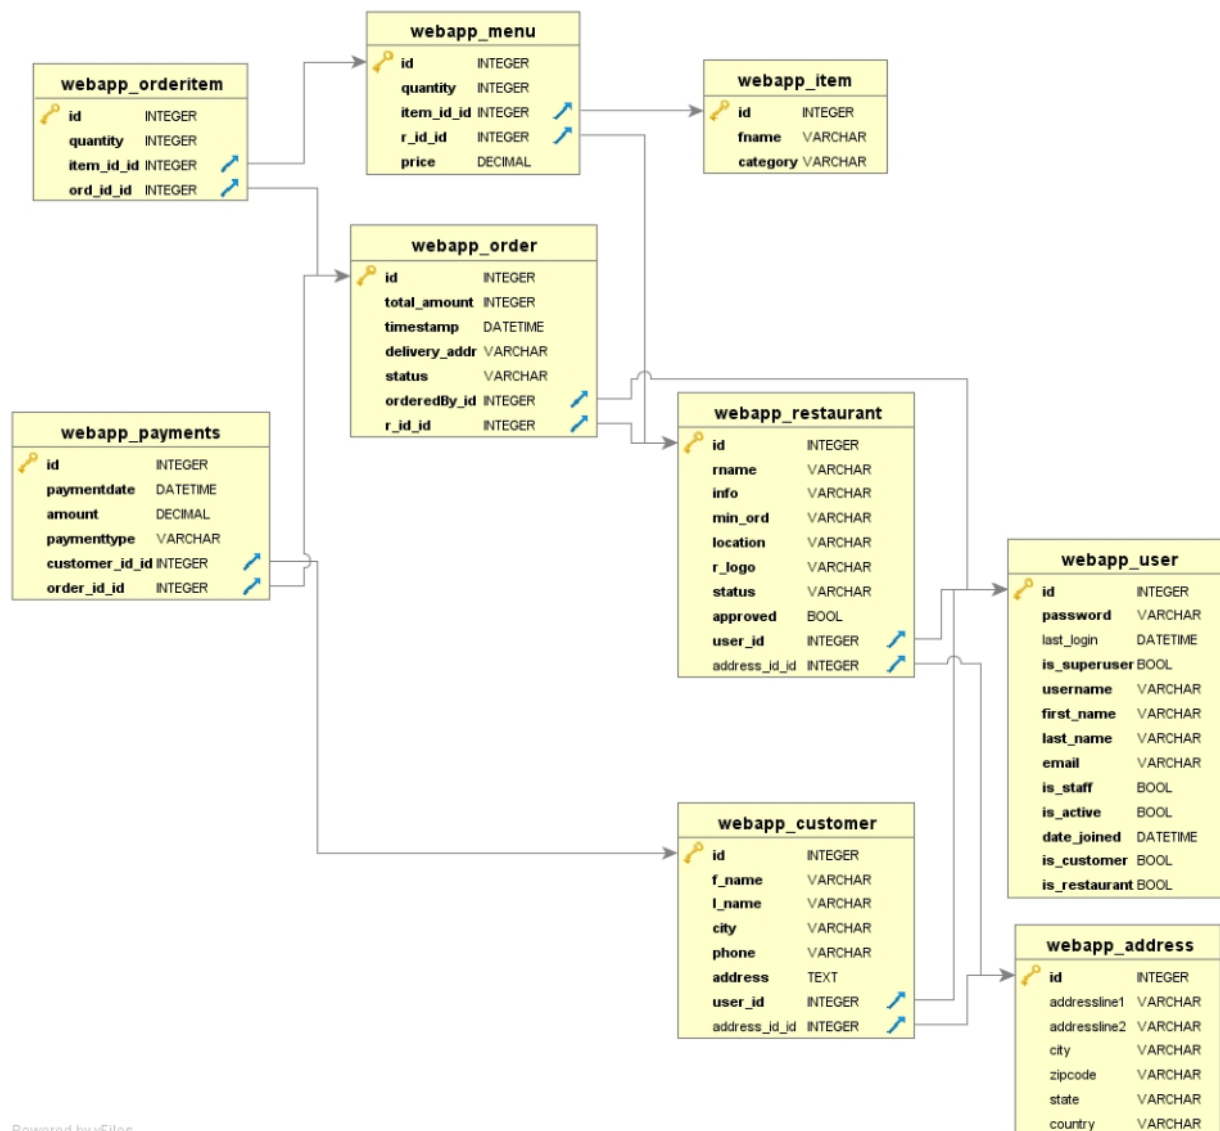 webapp_menu
id INTEGER
quantity INTEGER
item_id_id INTEGER
r_id_id INTEGER
price DECIMAL
webapp_orderitem
id INTEGER
quantity INTEGER
item_id_id INTEGER
ord_id_id INTEGER
webapp_item
id INTEGER
fname VARCHAR
category VARCHAR
webapp_order
id INTEGER
total_amount INTEGER
timestamp DATETIME
delivery_addr VARCHAR
status VARCHAR
orderedBy_id INTEGER
r_id_id INTEGER
webapp_payments
id INTEGER
paymentdate DATETIME
amount DECIMAL
paymenttype VARCHAR
customer_id_id INTEGER
order_id_id INTEGER
webapp_restaurant
id INTEGER
rname VARCHAR
info VARCHAR
min_ord VARCHAR
location VARCHAR
r_logo VARCHAR
status VARCHAR
approved BOOL
user_id INTEGER
address_id_id INTEGER
webapp_user
id INTEGER
password VARCHAR
last_login DATETIME
is_superuser BOOL
username VARCHAR
first_name VARCHAR
last_name VARCHAR
email VARCHAR
is_staff BOOL
is_active BOOL
date_joined DATETIME
is_customer BOOL
is_restaurant BOOL
webapp_customer
id INTEGER
f_name VARCHAR
l_name VARCHAR
city VARCHAR
phone VARCHAR
address TEXT
user_id INTEGER
address_id_id INTEGER
webapp_address
id INTEGER
addressline1 VARCHAR
addressline2 VARCHAR
city VARCHAR
zipcode VARCHAR
state VARCHAR
country VARCHAR
Powered by yFiles